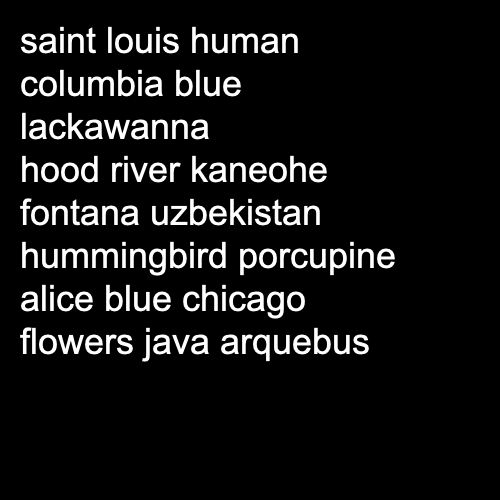 saint louis human
columbia blue
lackawanna
hood river kaneohe
fontana uzbekistan
hummingbird porcupine
alice blue chicago
flowers java arquebus